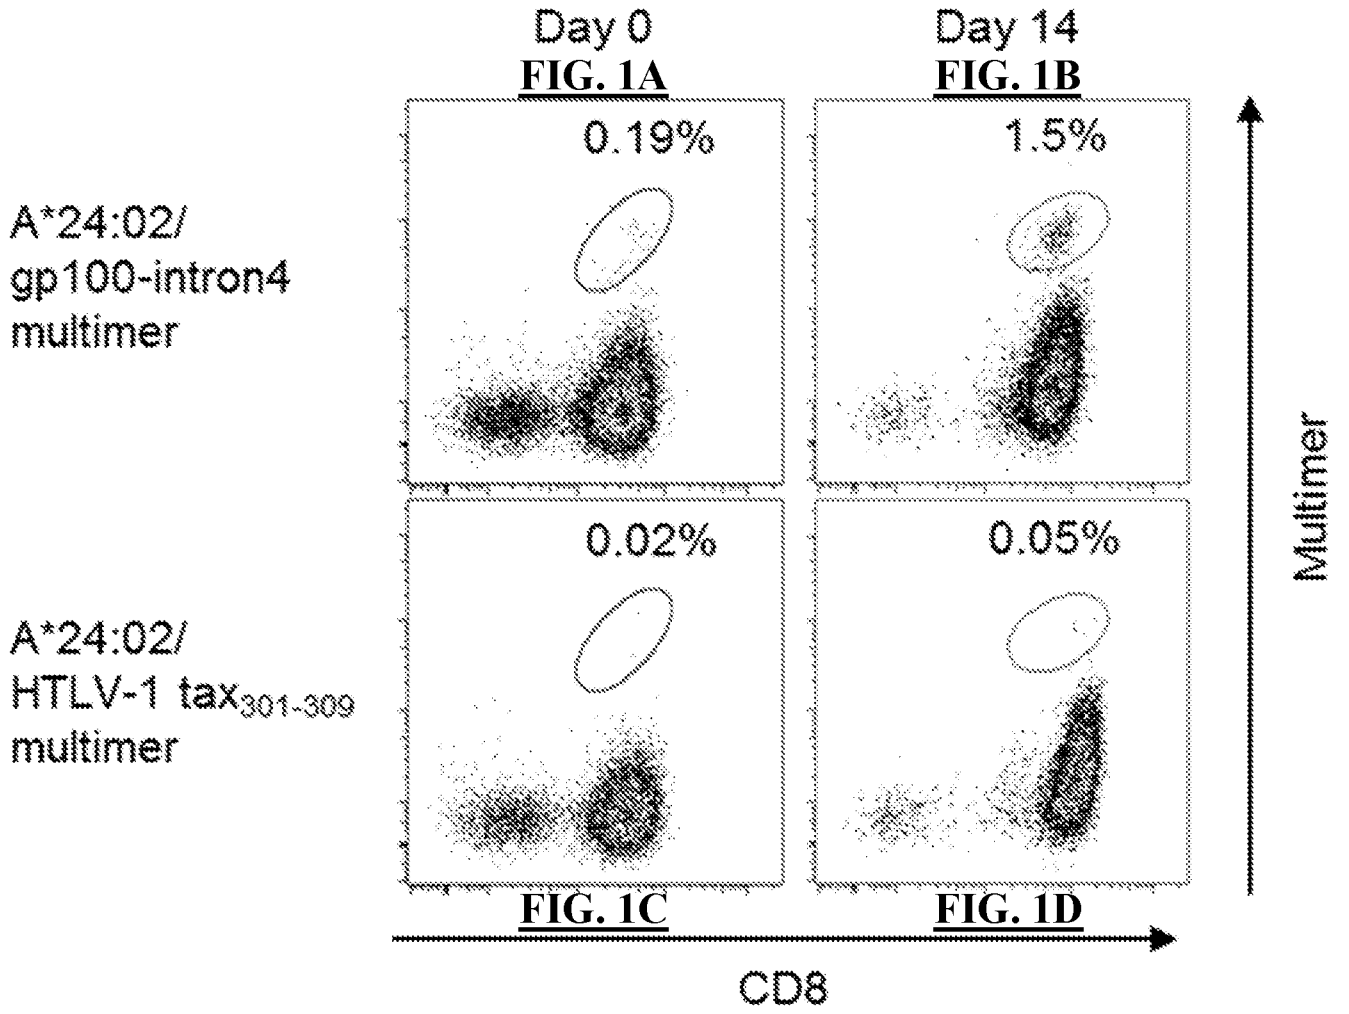 Day 0
FIG. 1A
Day 14
FIG. 1B
0.19%
1.5%
A*24:02/
gp100-intron4
multimer
0.02%
0.05%
A*24:02/
HTLV-1 tax301-309
multimer
Multimer
FIG. 1C
FIG. 1D
CD8